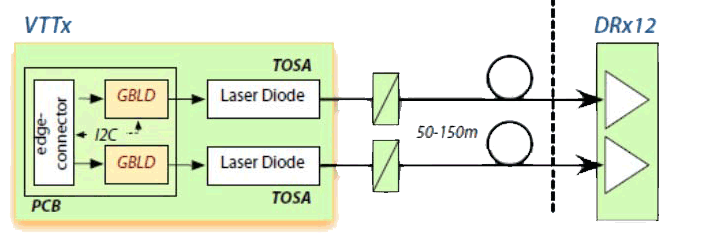 VTTx
DRx12
TOSA
GBLD
Laser Diode
edge-
connector
I2C
50-150m
GBLD
Laser Diode
PCB
TOSA